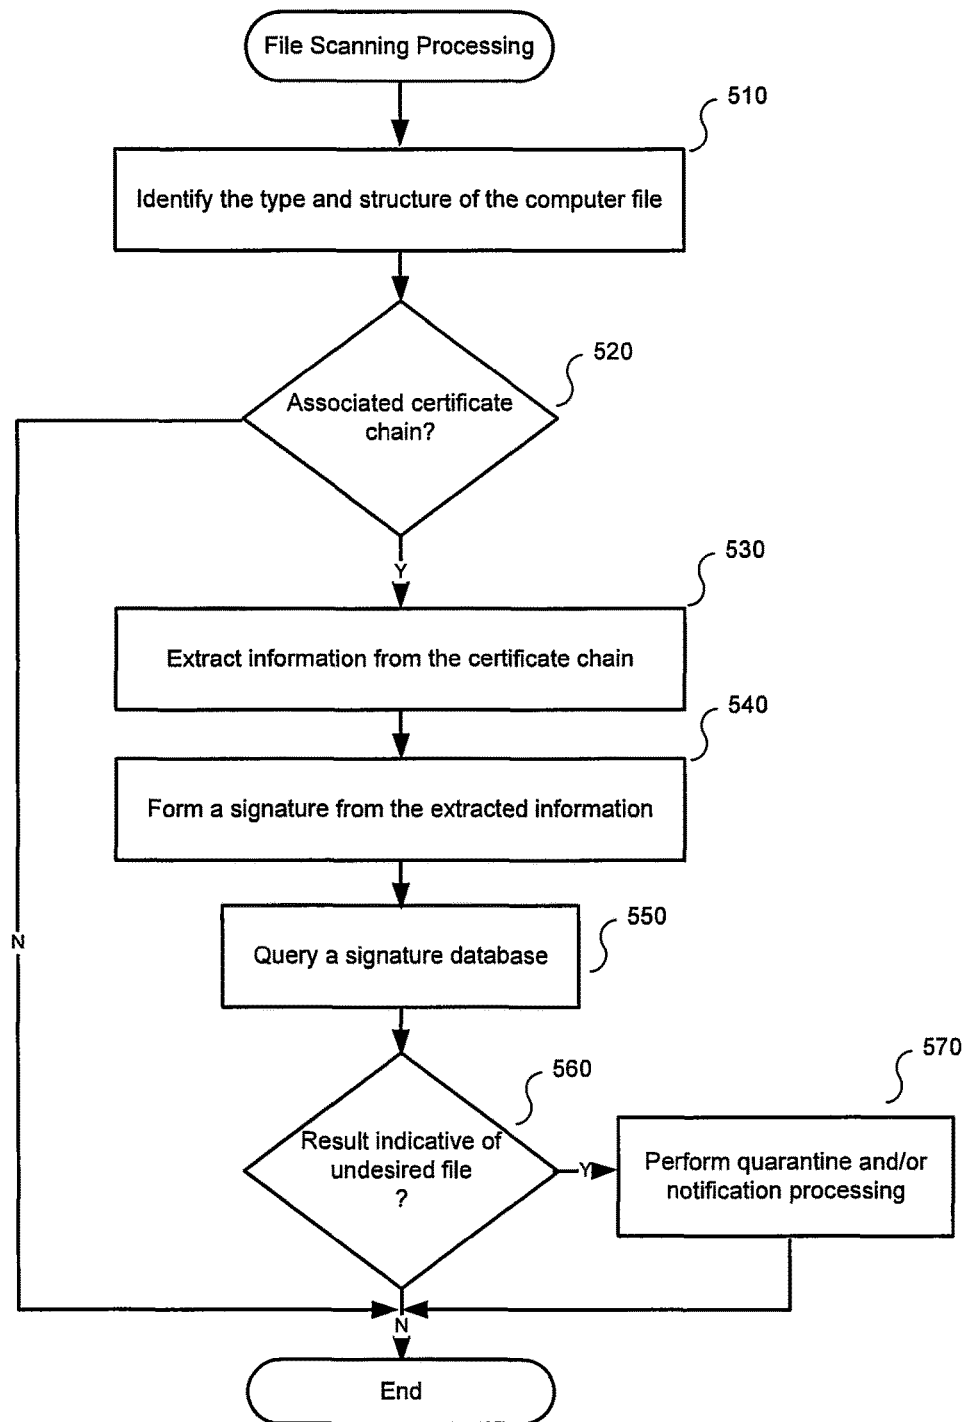 File Scanning Processing
510
Identify the type and structure of the computer file
520
Associated certificate
chain?
Y
530
Extract information from the certificate chain
540
Form a signature from the extracted information
550
Query a signature database
N
560
Result indicative of
undesired file
?
Y
570
Perform quarantine and/or
notification processing
N
End